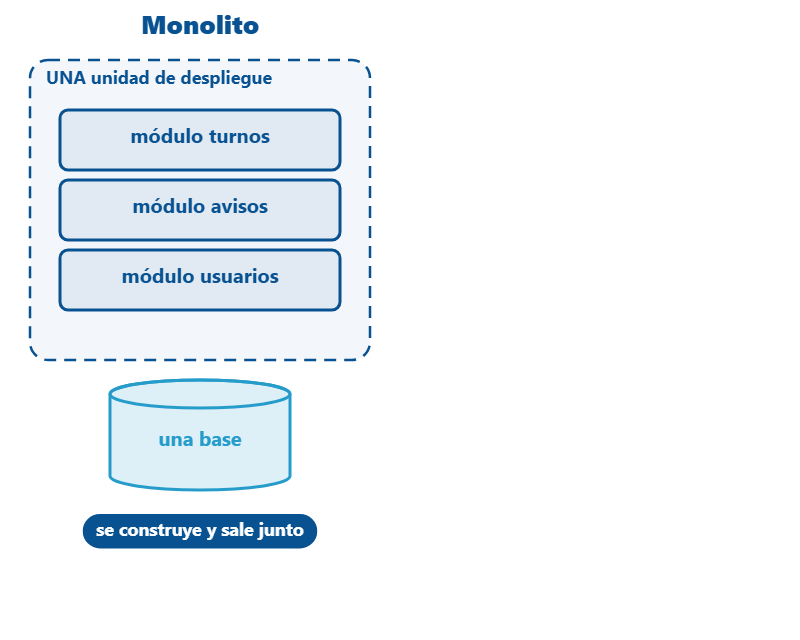 Monolito
UNA unidad de despliegue
módulo turnos
módulo avisos
módulo usuarios
una base
se construye y sale junto